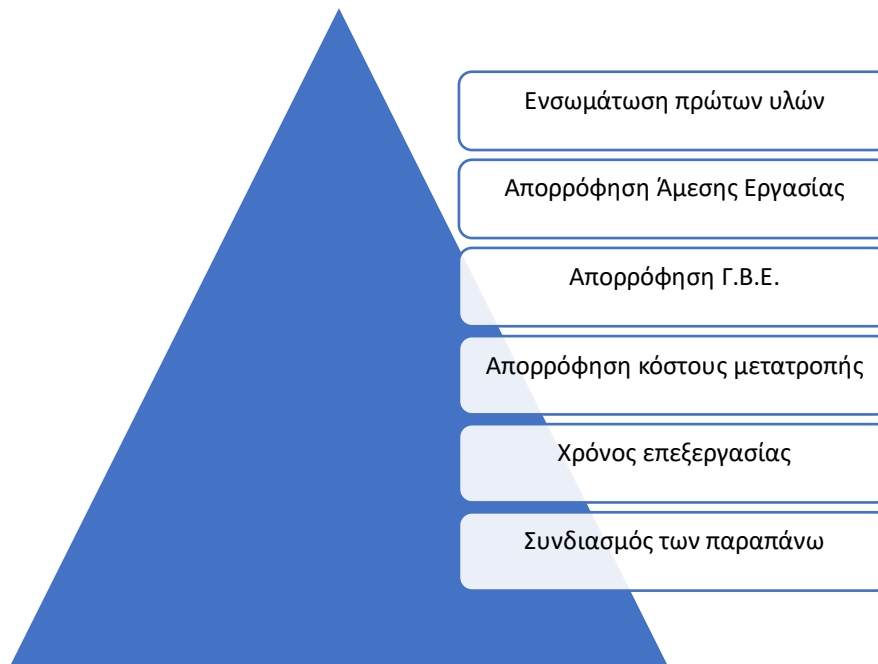 Ενσωμάτωση πρώτων υλών
Απορρόφηση Άμεσης Εργασίας
Απορρόφηση Γ.Β.Ε.
Απορρόφηση κόστους μετατροπής
Χρόνος επεξεργασίας
Συνδιασμός των παραπάνω